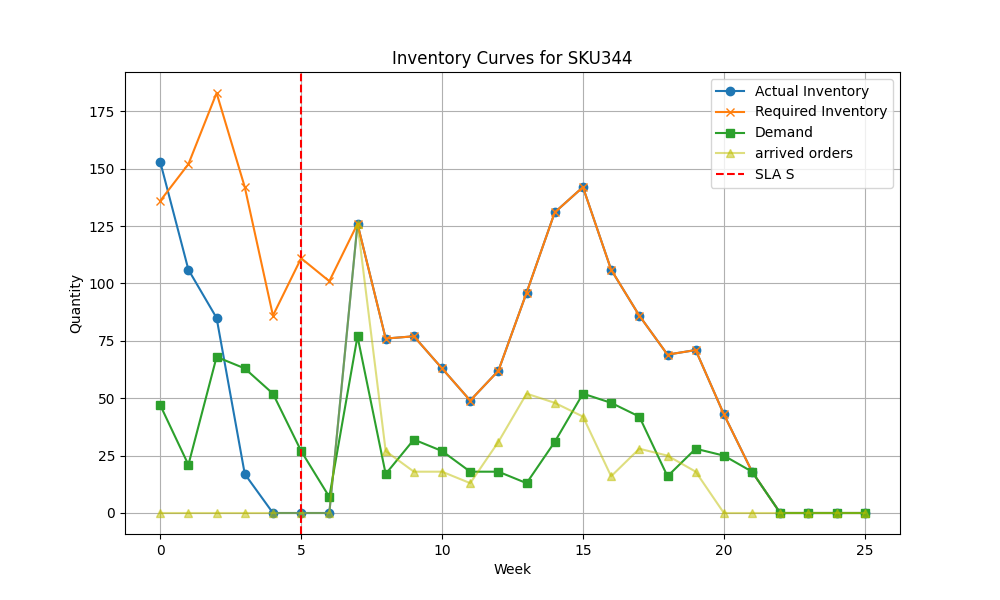 Inventory Curves for SKU344
Actual Inventory
Required Inventory
Demand
arrived orders
SLA S
Quantity
175
150
125
100
75
50
25
0
0 5 10 15 20 25
Week